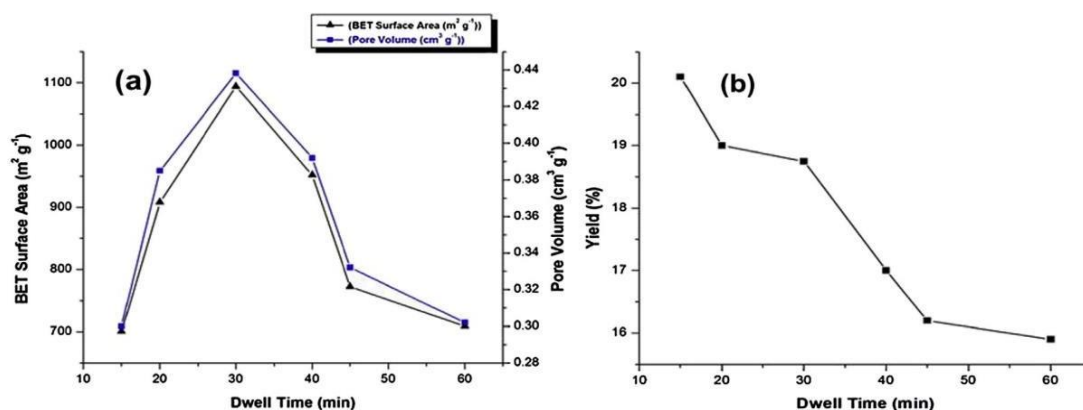 (BET Surface Area (m² g⁻¹))
(Pore Volume (cm³ g⁻¹))
(a)
BET Surface Area (m² g⁻¹)
1100
1000
900
800
700
10 20 30 40 50 60
Dwell Time (min)
0.44
0.42
0.40
0.38
0.36
0.34
0.32
0.30
0.28
Pore Volume (cm³ g⁻¹)
(b)
Yield (%)
20
19
18
17
16
10 20 30 40 50 60
Dwell Time (min)